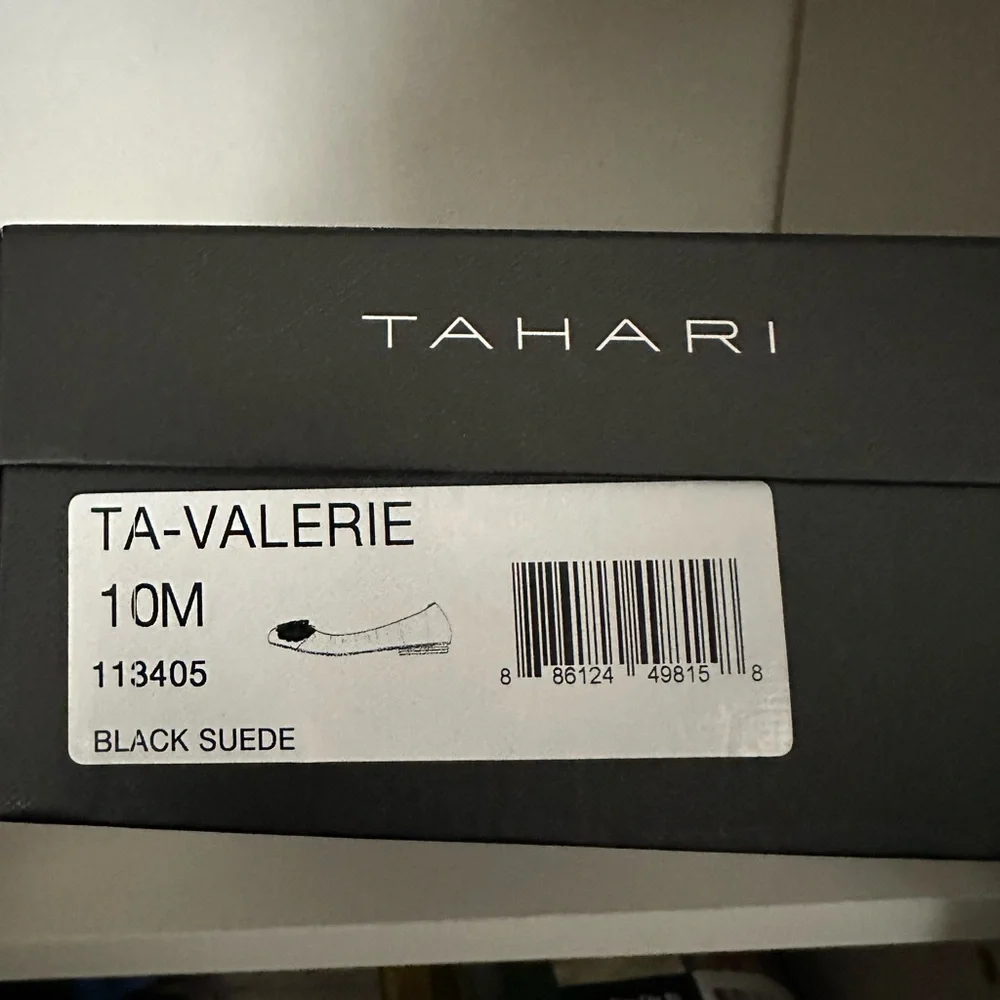 TAHARI
TA-VALERIE
10M
113405
BLACK SUEDE
8 86124 49815 8